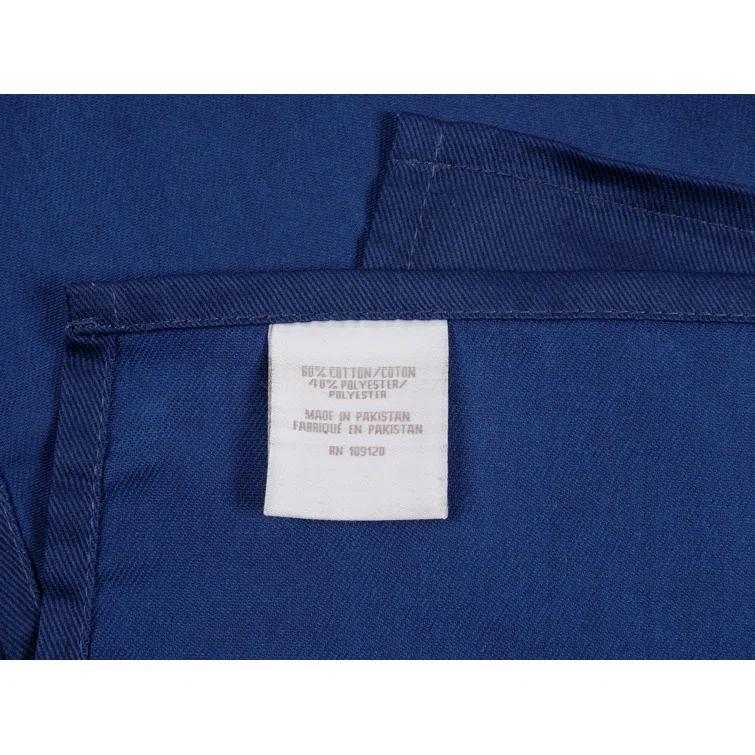 60% COTTON/COTON
40% POLYESTER/
POLYESTER
MADE IN PAKISTAN
FABRIQUÉ EN PAKISTAN
RN 109120